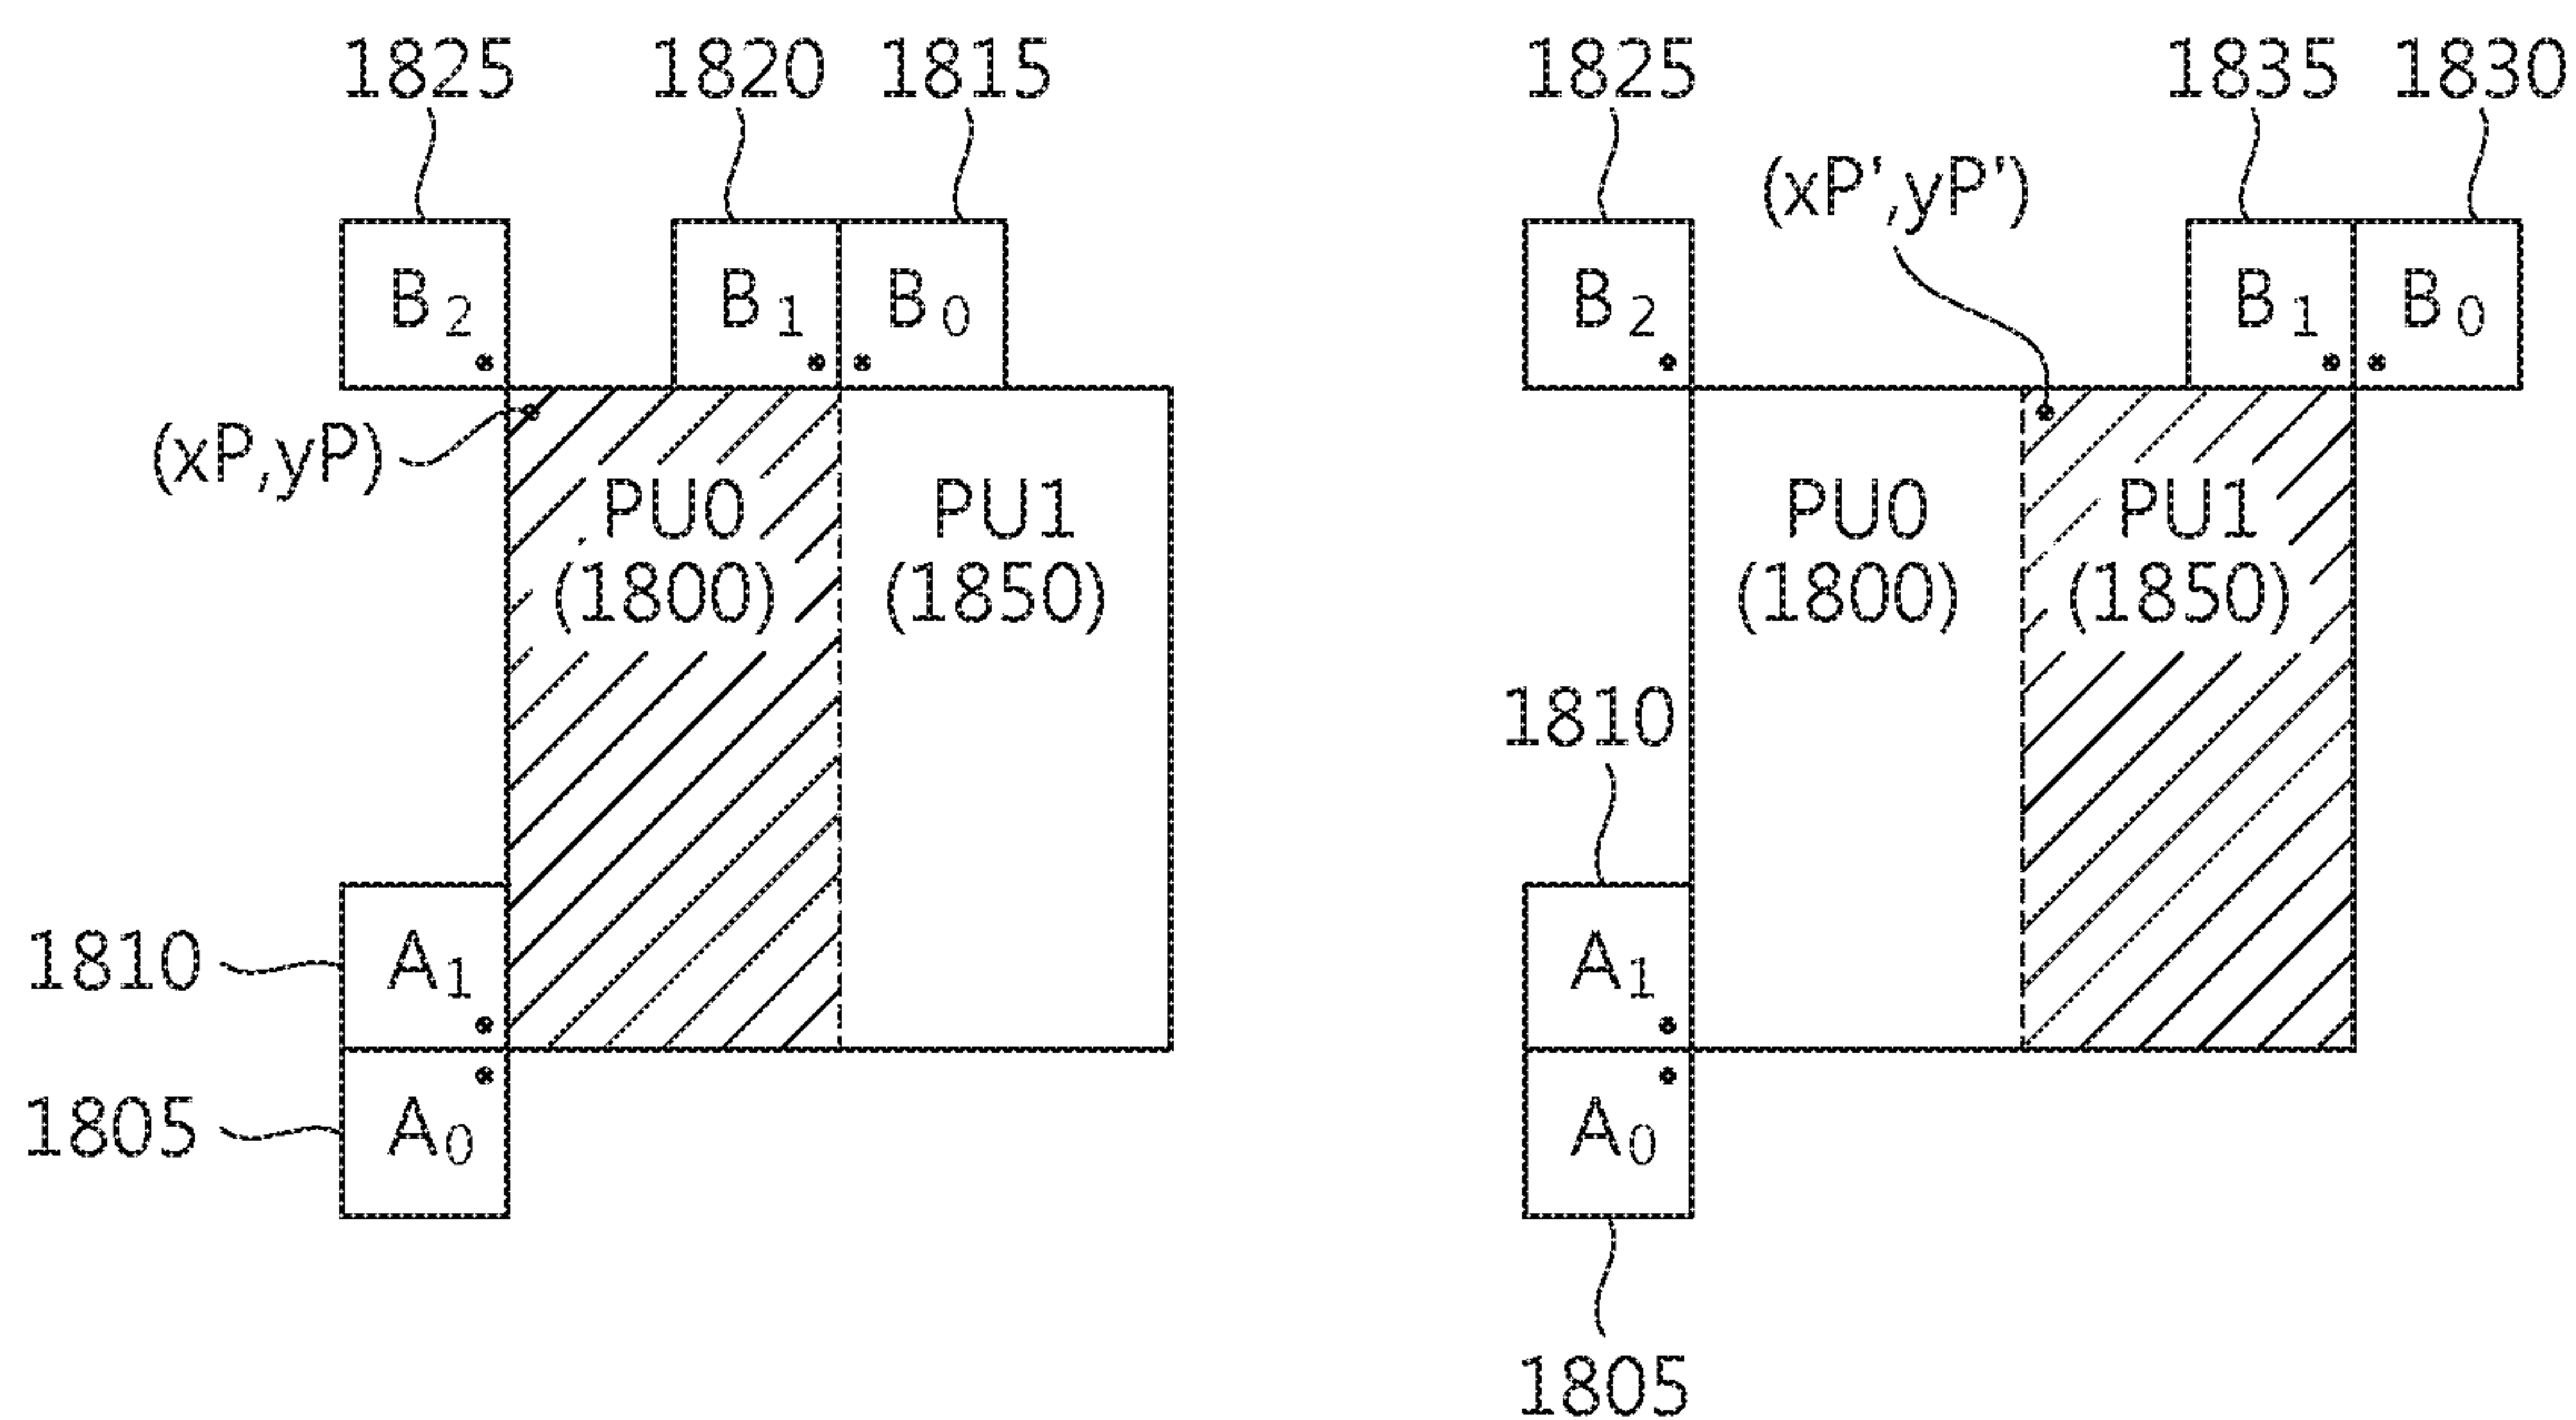 1825 1820 1815
B2 B1 B0
(xP,yP)
PU0 PU1
(1800) (1850)
1810 A1
1805 A0
1825 1835 1830
(xP',yP')
B2 B1 B0
PU0 PU1
(1800) (1850)
1810
A1
A0
1805